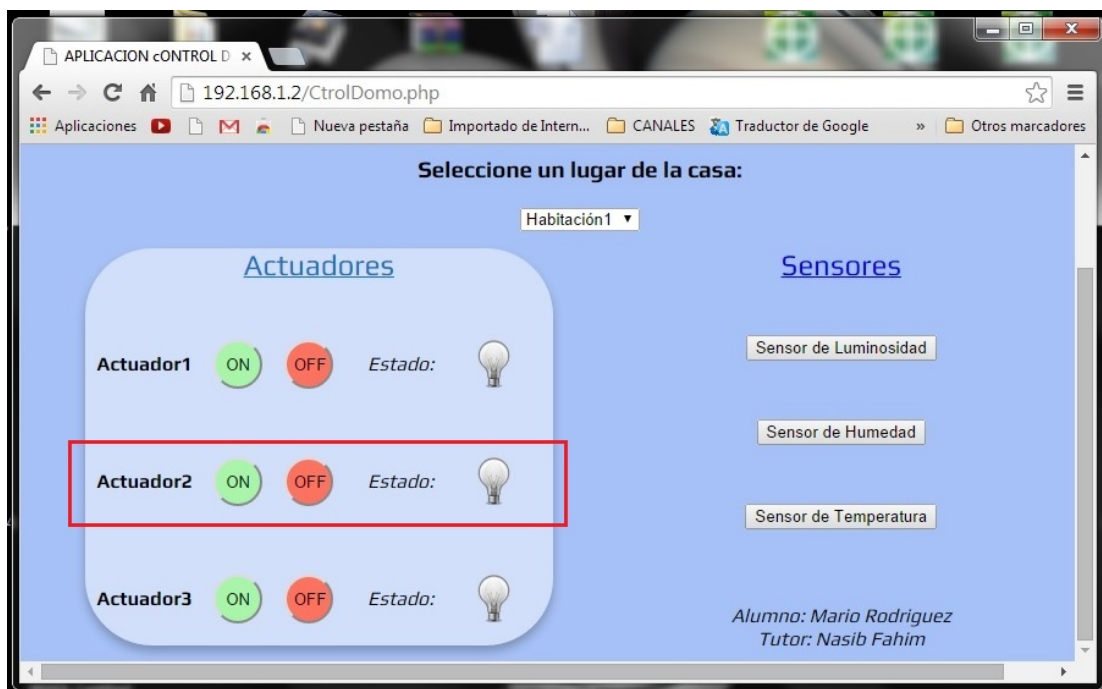 APLICACION cONTROL D
192.168.1.2/CtrolDomo.php
Aplicaciones
Nueva pestaña
Importado de Intern...
CANALES
Traductor de Google
»
Otros marcadores
Seleccione un lugar de la casa:
Habitación1
Actuadores
Actuador1 ON OFF Estado:
Actuador2 ON OFF Estado:
Actuador3 ON OFF Estado:
Sensores
Sensor de Luminosidad
Sensor de Humedad
Sensor de Temperatura
Alumno: Mario Rodriguez
Tutor: Nasib Fahim